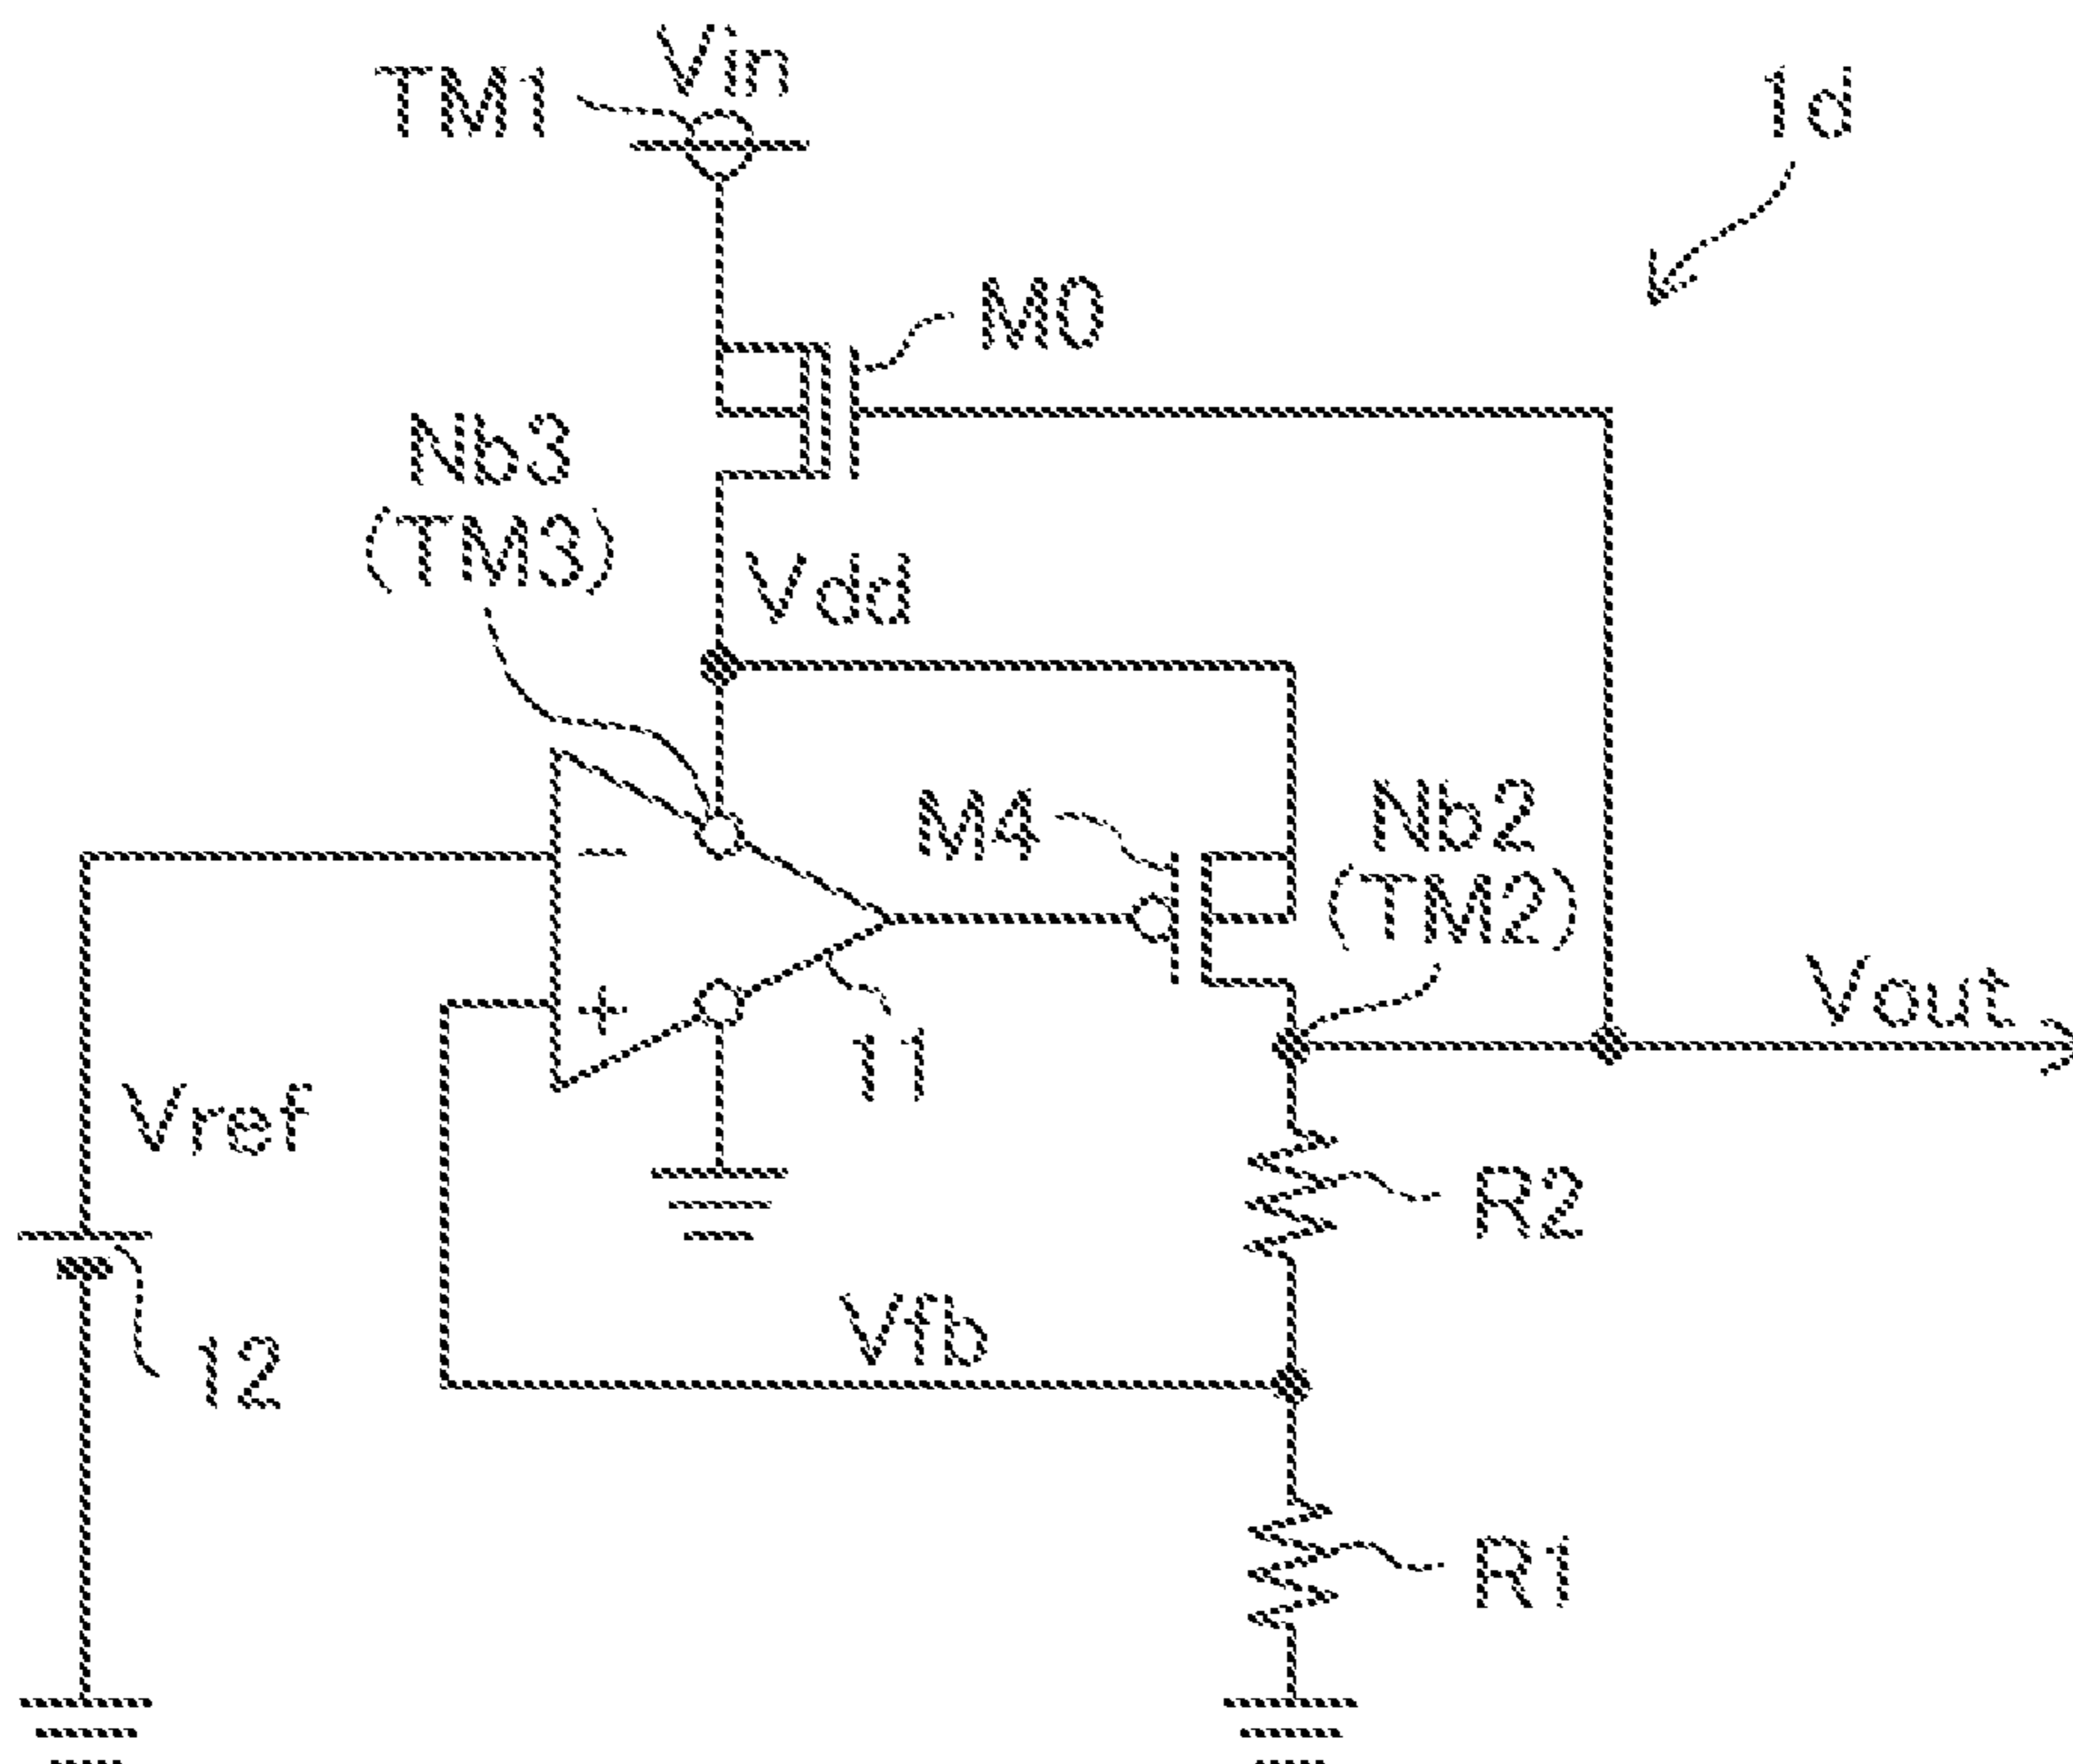 Vin
TM1
1d
M0
Nb3
(TM3)
Vdd
M4
Nb2
(TM2)
-
+
11
Vout
Vref
R2
12
Vfb
R1